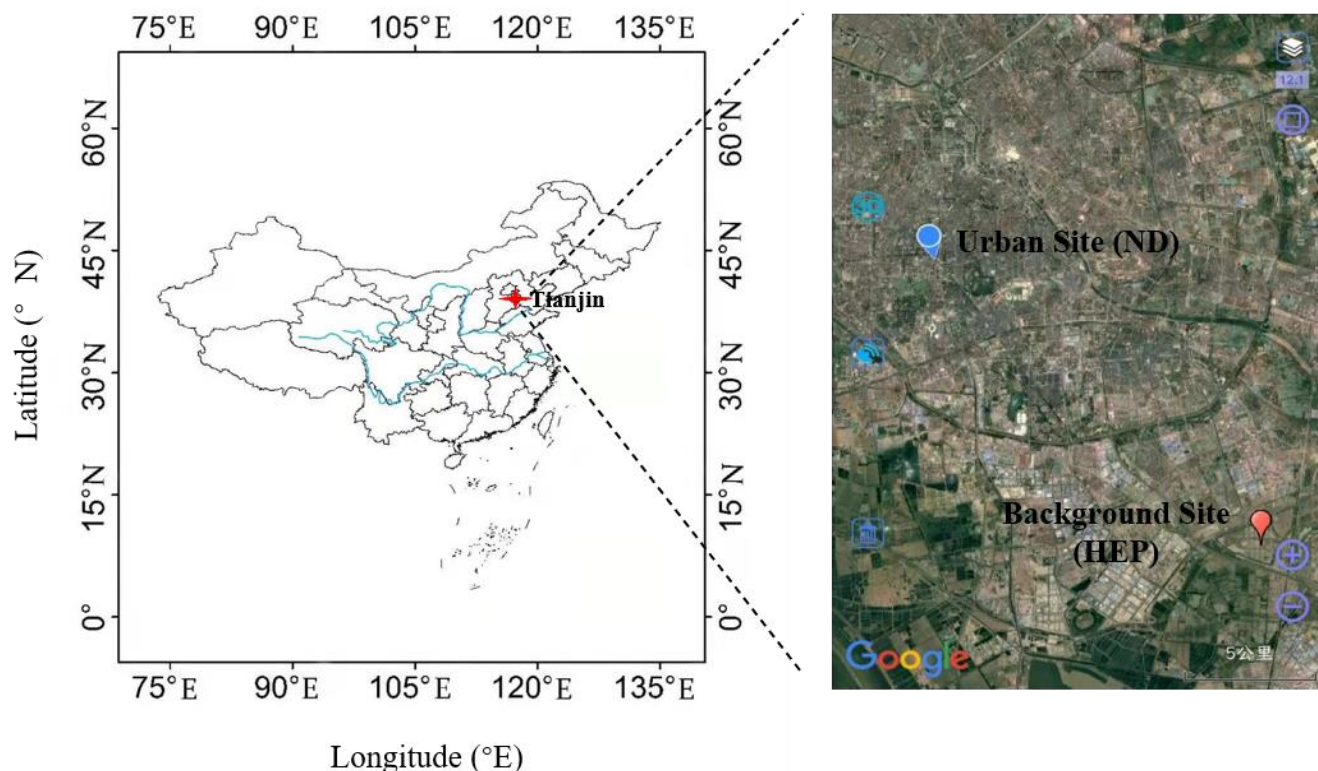 75°E 90°E 105°E 120°E 135°E
60°N
45°N
30°N
15°N
0°
Latitude (° N)
Tianjin
60°N
45°N
30°N
15°N
0°
75°E 90°E 105°E 120°E 135°E
Longitude (°E)
12.1
3D
Urban Site (ND)
Background Site
(HEP)
5公里
Google